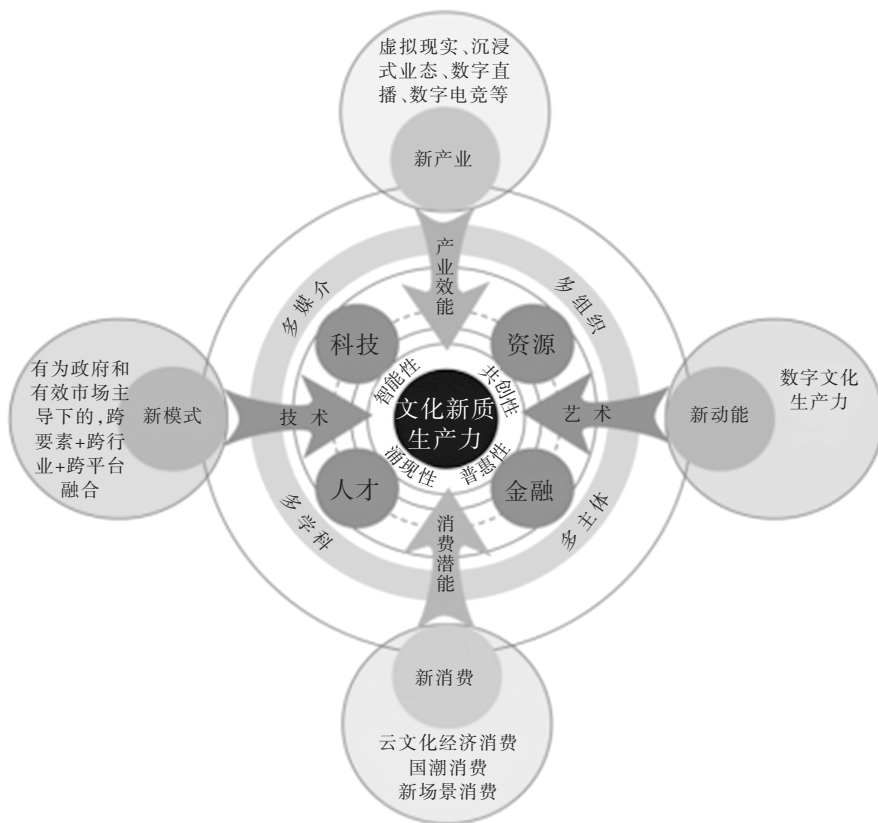 虚拟现实、沉浸
式业态、数字直
播、数字电竞等
新产业
产业效能
多媒介
多组织
科技
资源
智能性
共创性
有为政府和
有效市场主
导下的,跨
要素+跨行
业+跨平台
融合
新模式
技术
文化新质
生产力
艺术
新动能
数字文化
生产力
涌现性
普惠性
人才
金融
多学科
多主体
消费潜能
新消费
云文化经济消费
国潮消费
新场景消费